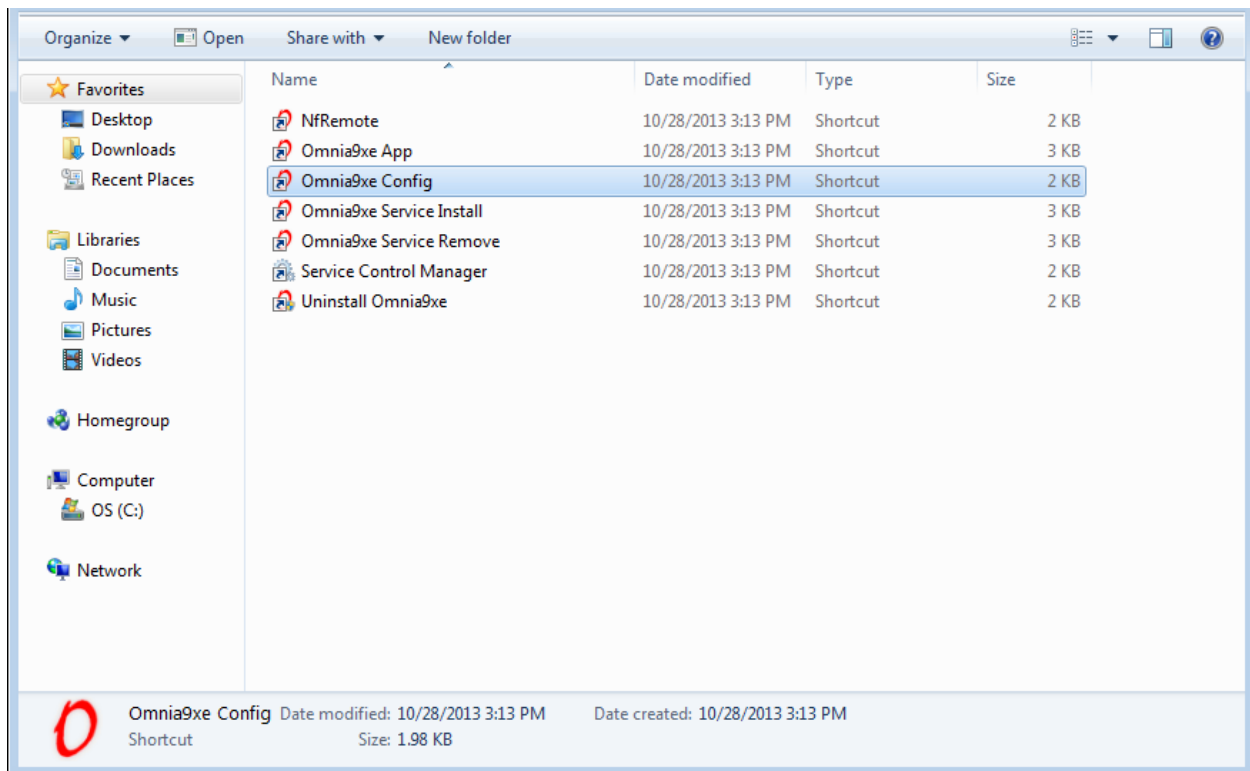 Organize Open Share with New folder
Favorites
Desktop
Downloads
Recent Places
Libraries
Documents
Music
Pictures
Videos
Homegroup
Computer
OS (C:)
Network
Name Date modified Type Size
NfRemote 10/28/2013 3:13 PM Shortcut 2 KB
Omnia9xe App 10/28/2013 3:13 PM Shortcut 3 KB
Omnia9xe Config 10/28/2013 3:13 PM Shortcut 2 KB
Omnia9xe Service Install 10/28/2013 3:13 PM Shortcut 3 KB
Omnia9xe Service Remove 10/28/2013 3:13 PM Shortcut 3 KB
Service Control Manager 10/28/2013 3:13 PM Shortcut 2 KB
Uninstall Omnia9xe 10/28/2013 3:13 PM Shortcut 2 KB
Omnia9xe Config Date modified: 10/28/2013 3:13 PM Date created: 10/28/2013 3:13 PM
Shortcut Size: 1.98 KB